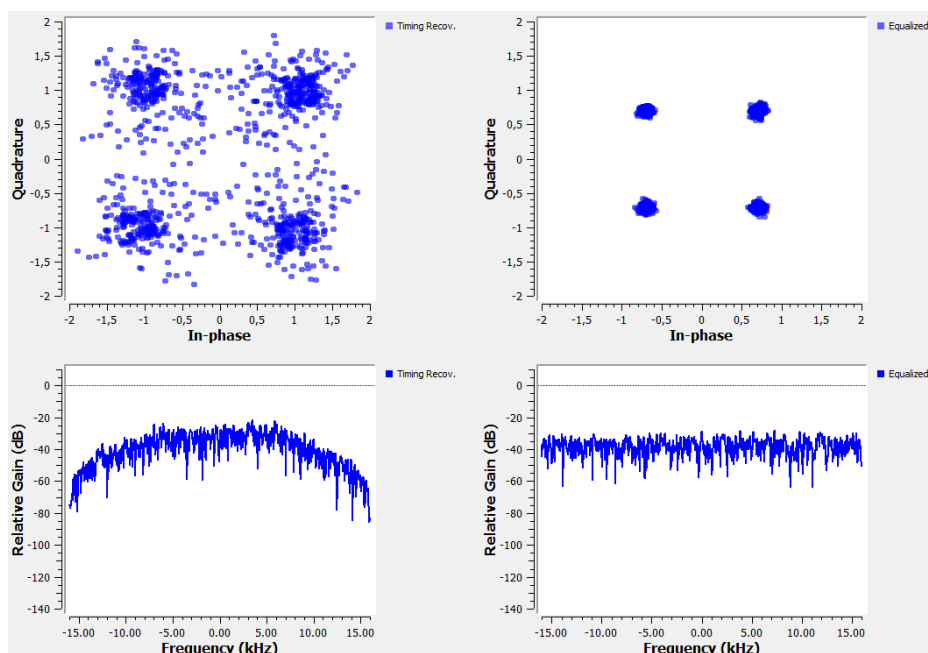 2
1,5
1
0,5
0
-0,5
-1
-1,5
-2
Quadrature
-2 -1,5 -1 -0,5 0 0,5 1 1,5 2
In-phase
Timing Recov.
2
1,5
1
0,5
0
-0,5
-1
-1,5
-2
Quadrature
-2 -1,5 -1 -0,5 0 0,5 1 1,5 2
In-phase
Equalized
0
-20
-40
-60
-80
-100
-120
-140
Relative Gain (dB)
-15.00 -10.00 -5.00 0.00 5.00 10.00 15.00
Frequency (kHz)
Timing Recov.
0
-20
-40
-60
-80
-100
-120
-140
Relative Gain (dB)
-15.00 -10.00 -5.00 0.00 5.00 10.00 15.00
Frequency (kHz)
Equalized